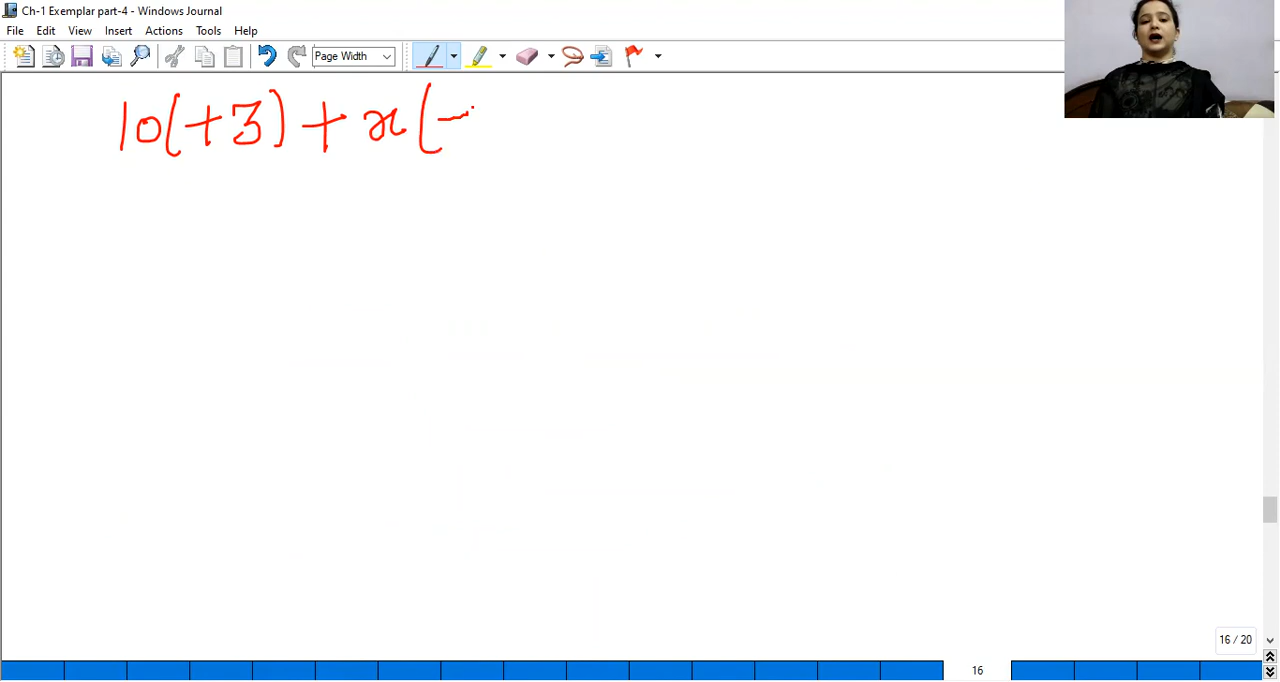 Ch-1 Exemplar part-4 - Windows Journal
File Edit View Insert Actions Tools Help
Page Width
10(+3) + x(-
16 / 20
16